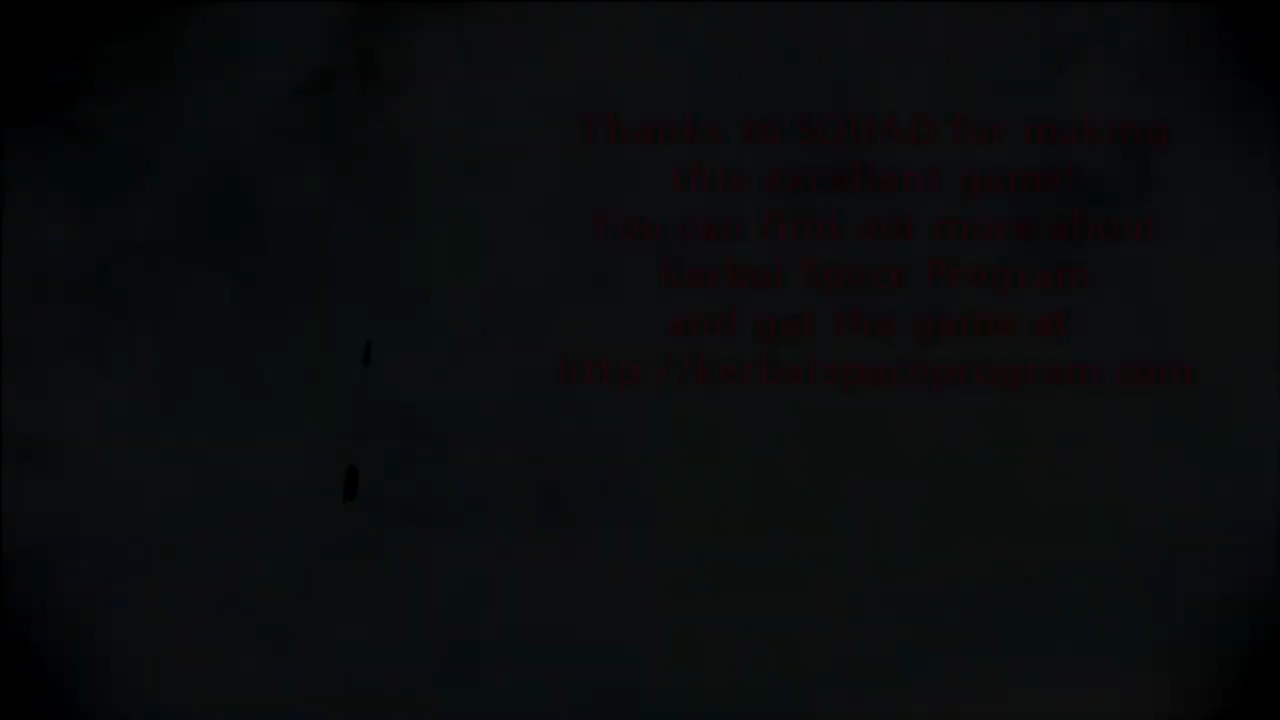 Thanks to SQUAD for making
this excellent game!
You can find out more about
Kerbal Space Program
and get the game at
http://kerbalspaceprogram.com